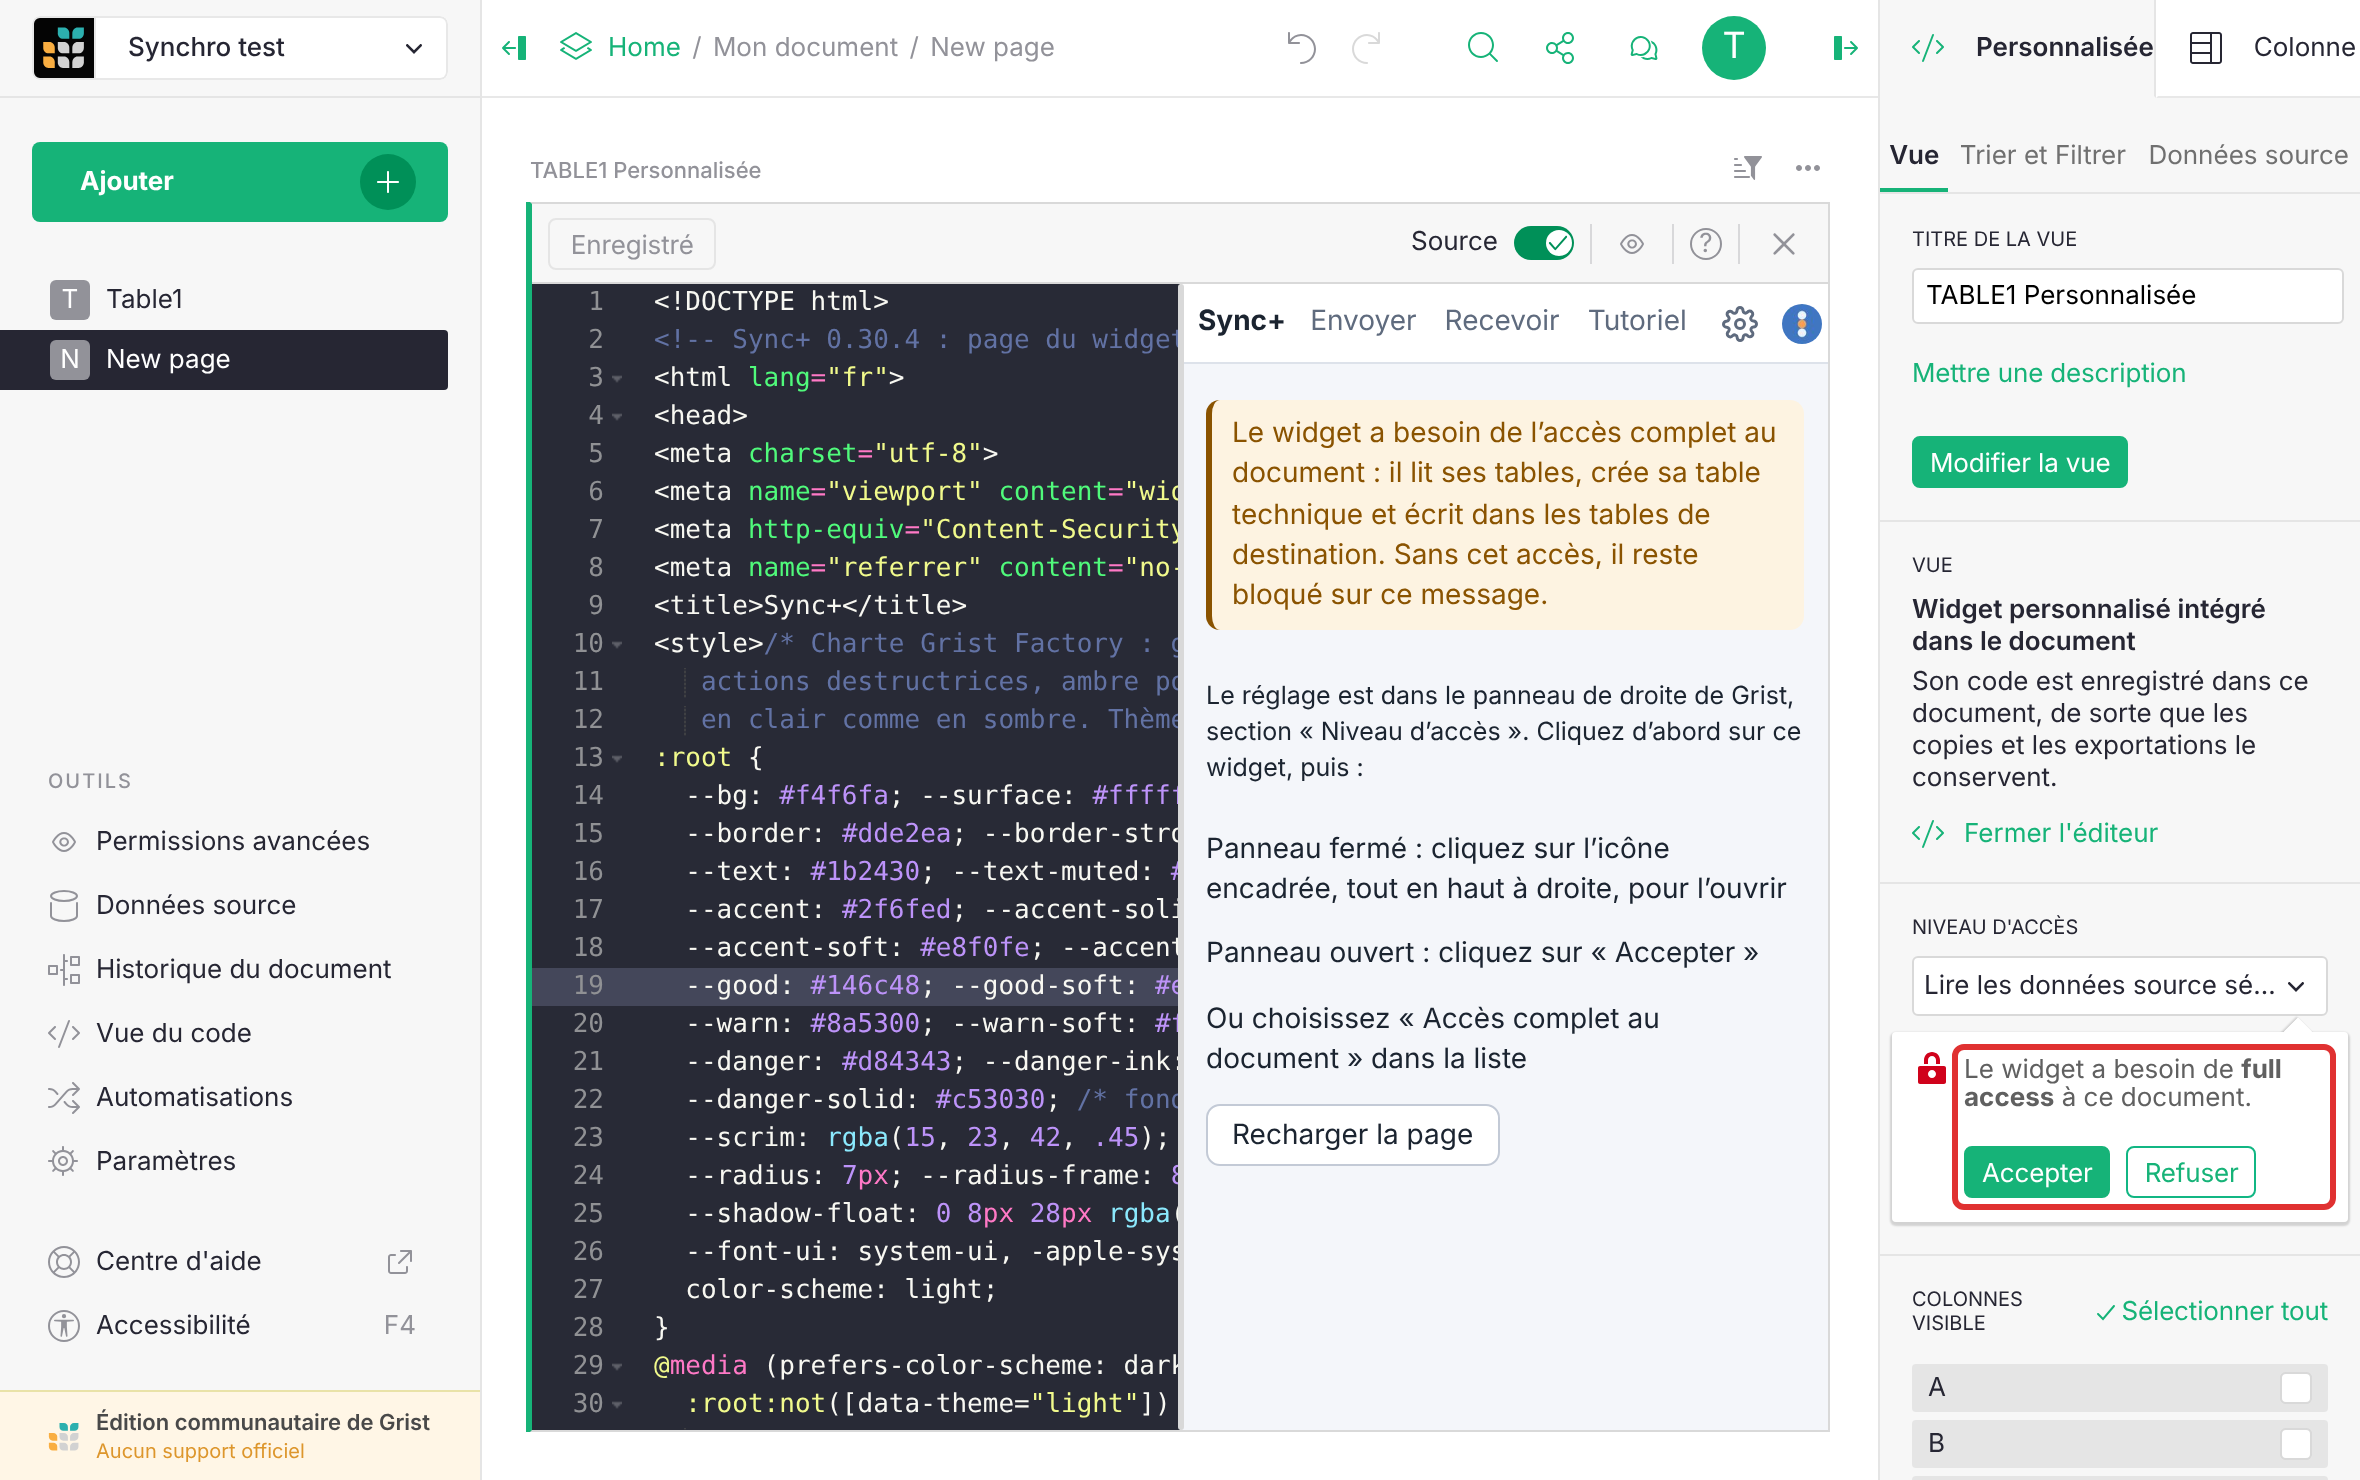 Synchro test
Ajouter
T Table1
N New page
OUTILS
Permissions avancées
Données source
Historique du document
Vue du code
Automatisations
Paramètres
Centre d'aide
Accessibilité F4
Édition communautaire de Grist
Aucun support officiel
Home / Mon document / New page
T
TABLE1 Personnalisée
Enregistré
Source
1 <!DOCTYPE html>
2 <!-- Sync+ 0.30.4 : page du widget
3 <html lang="fr">
4 <head>
5 <meta charset="utf-8">
6 <meta name="viewport" content="wid
7 <meta http-equiv="Content-Security
8 <meta name="referrer" content="no-
9 <title>Sync+</title>
10 <style>/* Charte Grist Factory : g
11 actions destructrices, ambre po
12 en clair comme en sombre. Thème
13 :root {
14 --bg: #f4f6fa; --surface: #fffff
15 --border: #dde2ea; --border-stro
16 --text: #1b2430; --text-muted: #
17 --accent: #2f6fed; --accent-soli
18 --accent-soft: #e8f0fe; --accent
19 --good: #146c48; --good-soft: #e
20 --warn: #8a5300; --warn-soft: #f
21 --danger: #d84343; --danger-ink:
22 --danger-solid: #c53030; /* fond
23 --scrim: rgba(15, 23, 42, .45);
24 --radius: 7px; --radius-frame: 8
25 --shadow-float: 0 8px 28px rgba(
26 --font-ui: system-ui, -apple-sys
27 color-scheme: light;
28 }
29 @media (prefers-color-scheme: dark
30 :root:not([data-theme="light"])
Sync+ Envoyer Recevoir Tutoriel
Le widget a besoin de l’accès complet au
document : il lit ses tables, crée sa table
technique et écrit dans les tables de
destination. Sans cet accès, il reste
bloqué sur ce message.
Le réglage est dans le panneau de droite de Grist,
section « Niveau d’accès ». Cliquez d’abord sur ce
widget, puis :
Panneau fermé : cliquez sur l’icône
encadrée, tout en haut à droite, pour l’ouvrir
Panneau ouvert : cliquez sur « Accepter »
Ou choisissez « Accès complet au
document » dans la liste
Recharger la page
Personnalisée Colonne
Vue Trier et Filtrer Données source
TITRE DE LA VUE
TABLE1 Personnalisée
Mettre une description
Modifier la vue
VUE
Widget personnalisé intégré
dans le document
Son code est enregistré dans ce
document, de sorte que les
copies et les exportations le
conservent.
Fermer l'éditeur
NIVEAU D'ACCÈS
Lire les données source sé...
Le widget a besoin de full
access à ce document.
Accepter Refuser
COLONNES
VISIBLE
Sélectionner tout
A
B